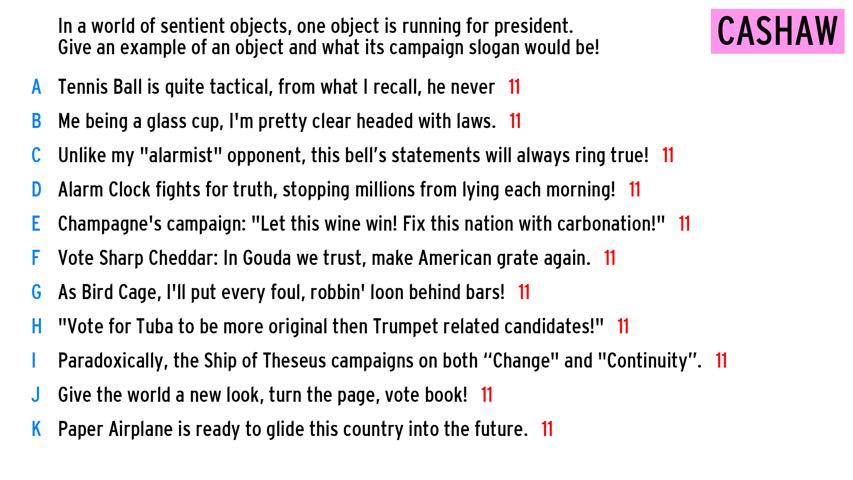 In a world of sentient objects, one object is running for president.
Give an example of an object and what its campaign slogan would be!
CASHAW
A Tennis Ball is quite tactical, from what I recall, he never 11
B Me being a glass cup, I'm pretty clear headed with laws. 11
C Unlike my "alarmist" opponent, this bell’s statements will always ring true! 11
D Alarm Clock fights for truth, stopping millions from lying each morning! 11
E Champagne's campaign: "Let this wine win! Fix this nation with carbonation!" 11
F Vote Sharp Cheddar: In Gouda we trust, make American grate again. 11
G As Bird Cage, I'll put every foul, robbin' loon behind bars! 11
H "Vote for Tuba to be more original then Trumpet related candidates!" 11
I Paradoxically, the Ship of Theseus campaigns on both “Change" and "Continuity”. 11
J Give the world a new look, turn the page, vote book! 11
K Paper Airplane is ready to glide this country into the future. 11